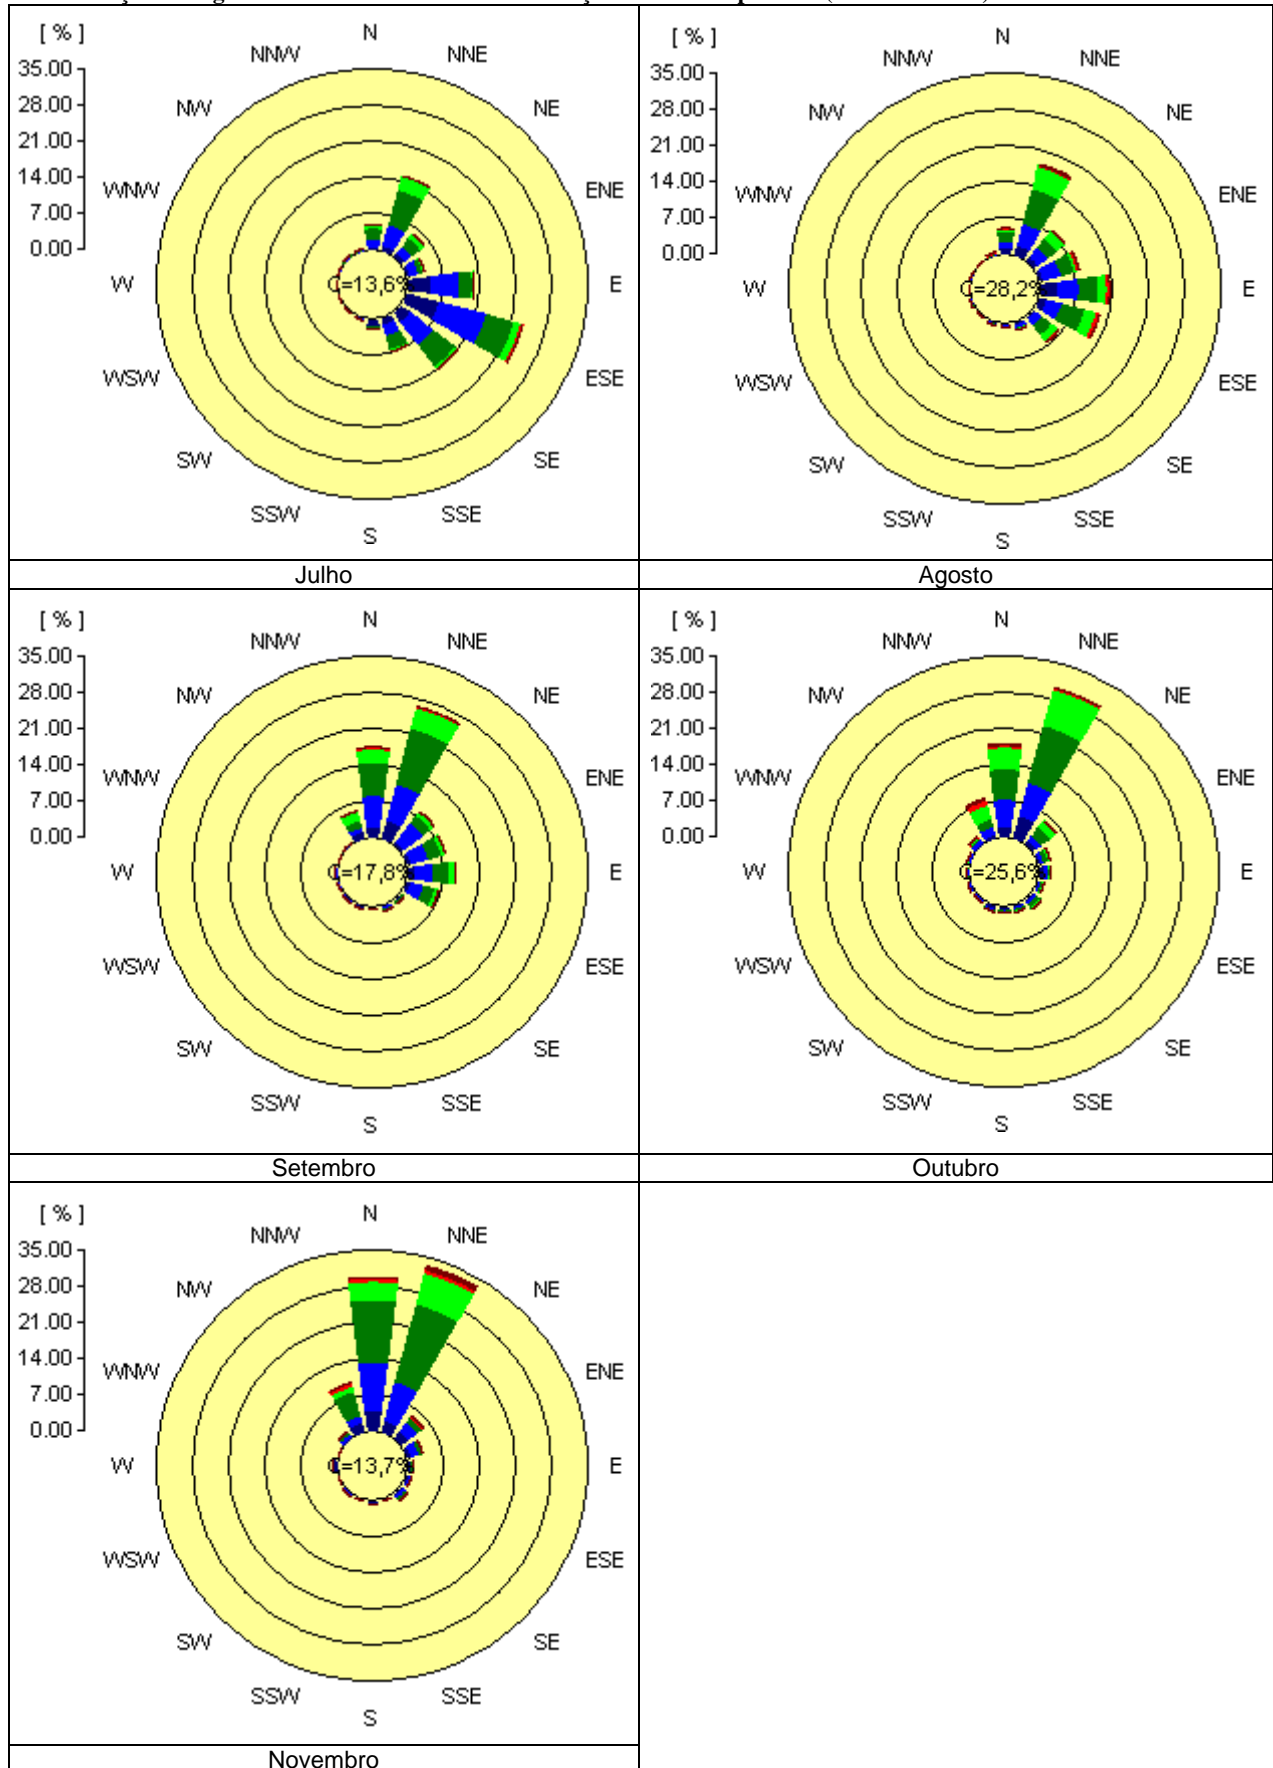 [ % ]
35.00
28.00
21.00
14.00
7.00
0.00
N
NNE
NE
ENE
E
ESE
SE
SSE
S
SSW
SW
WSW
W
WNW
NW
NNW
C=13,6%
Julho
[ % ]
35.00
28.00
21.00
14.00
7.00
0.00
N
NNE
NE
ENE
E
ESE
SE
SSE
S
SSW
SW
WSW
W
WNW
NW
NNW
C=28,2%
Agosto
[ % ]
35.00
28.00
21.00
14.00
7.00
0.00
N
NNE
NE
ENE
E
ESE
SE
SSE
S
SSW
SW
WSW
W
WNW
NW
NNW
C=17,8%
Setembro
[ % ]
35.00
28.00
21.00
14.00
7.00
0.00
N
NNE
NE
ENE
E
ESE
SE
SSE
S
SSW
SW
WSW
W
WNW
NW
NNW
C=25,6%
Outubro
[ % ]
35.00
28.00
21.00
14.00
7.00
0.00
N
NNE
NE
ENE
E
ESE
SE
SSE
S
SSW
SW
WSW
W
WNW
NW
NNW
C=13,7%
Novembro